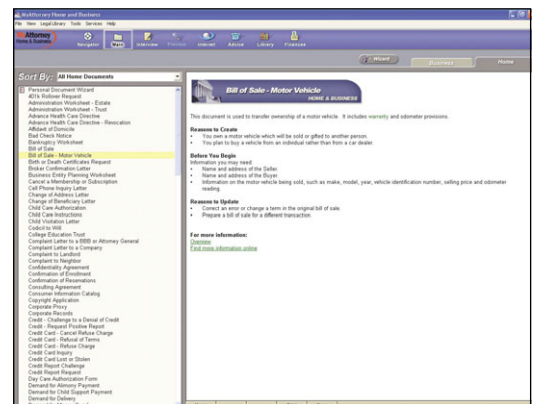 MyAttorney Home and Business
File View Legal Library Tools Services Help
MyAttorney
Home & Business
Navigator
Main
Interview
Preview
Internet
Advice
Library
Finances
Wizard
Business
Home
Sort By: All Home Documents
Personal Document Wizard
401k Rollover Request
Administration Worksheet - Estate
Administration Worksheet - Trust
Advance Health Care Directive
Advance Health Care Directive - Revocation
Affidavit of Domicile
Bad Check Notice
Bankruptcy Worksheet
Bill of Sale
Bill of Sale - Motor Vehicle
Birth or Death Certificates Request
Broker Confirmation Letter
Business Entity Planning Worksheet
Cancel a Membership or Subscription
Cell Phone Inquiry Letter
Change of Address Letter
Change of Beneficiary Letter
Child Care Authorization
Child Care Instructions
Child Visitation Letter
Codicil to Will
College Education Trust
Complaint Letter to a BBB or Attorney General
Complaint Letter to a Company
Complaint to Landlord
Complaint to Neighbor
Confidentiality Agreement
Confirmation of Enrollment
Confirmation of Reservations
Consulting Agreement
Consumer Information Catalog
Copyright Application
Corporate Proxy
Corporate Records
Credit - Challenge to a Denial of Credit
Credit - Request Positive Report
Credit Card - Cancel Refuse Charge
Credit Card - Refusal of Terms
Credit Card - Refuse Charge
Credit Card Inquiry
Credit Card Lost or Stolen
Credit Report Challenge
Credit Report Request
Day Care Authorization Form
Demand for Alimony Payment
Demand for Child Support Payment
Demand for Delivery
Bill of Sale - Motor Vehicle
HOME & BUSINESS
This document is used to transfer ownership of a motor vehicle. It includes warranty and odometer provisions.
Reasons to Create
• You own a motor vehicle which will be sold or gifted to another person.
• You plan to buy a vehicle from an individual rather than from a car dealer.
Before You Begin
Information you may need:
• Name and address of the Seller
• Name and address of the Buyer
• Information on the motor vehicle being sold, such as make, model, year, vehicle identification number, selling price and odometer
reading.
Reasons to Update
• Correct an error or change a term in the original bill of sale.
• Prepare a bill of sale for a different transaction.
For more information:
Overview
Find more information online